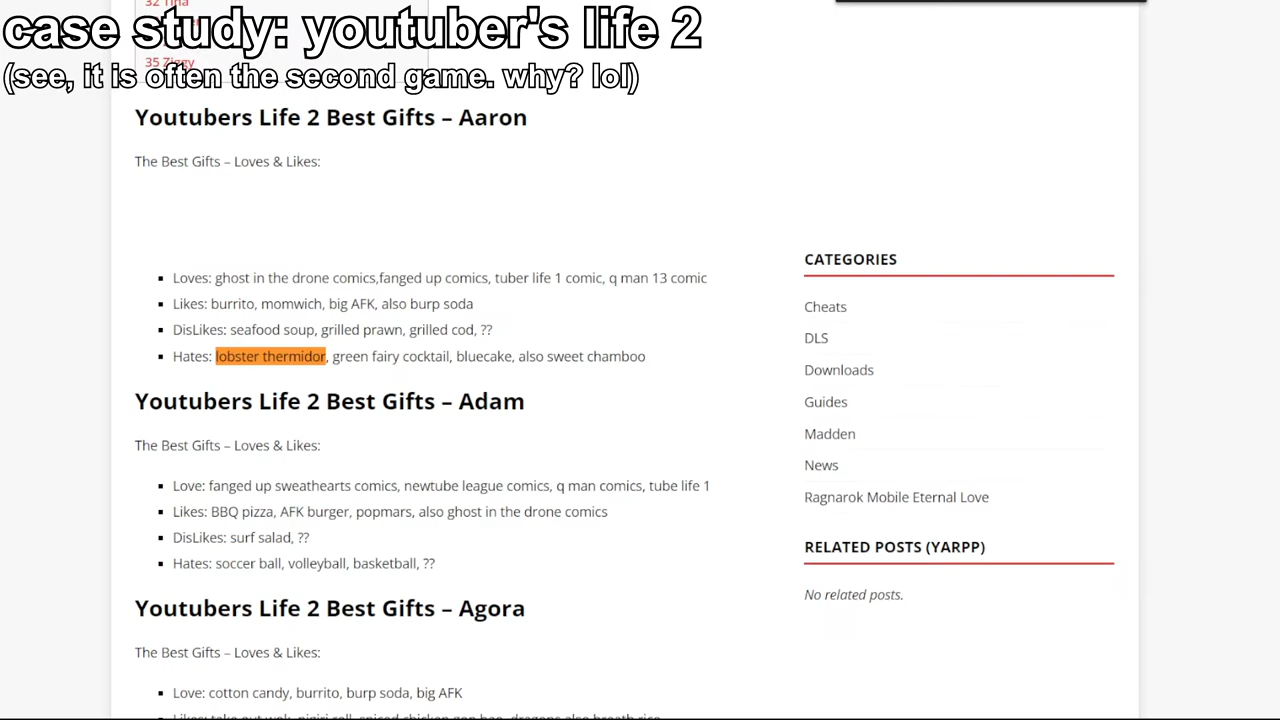 32 Tina
case study: youtuber's life 2
35 Ziggy
(see, it is often the second game. why? lol)
Youtubers Life 2 Best Gifts – Aaron
The Best Gifts – Loves & Likes:
▪ Loves: ghost in the drone comics,fanged up comics, tuber life 1 comic, q man 13 comic
▪ Likes: burrito, momwich, big AFK, also burp soda
▪ DisLikes: seafood soup, grilled prawn, grilled cod, ??
▪ Hates: lobster thermidor, green fairy cocktail, bluecake, also sweet chamboo
Youtubers Life 2 Best Gifts – Adam
The Best Gifts – Loves & Likes:
▪ Love: fanged up sweathearts comics, newtube league comics, q man comics, tube life 1
▪ Likes: BBQ pizza, AFK burger, popmars, also ghost in the drone comics
▪ DisLikes: surf salad, ??
▪ Hates: soccer ball, volleyball, basketball, ??
Youtubers Life 2 Best Gifts – Agora
The Best Gifts – Loves & Likes:
▪ Love: cotton candy, burrito, burp soda, big AFK
CATEGORIES
Cheats
DLS
Downloads
Guides
Madden
News
Ragnarok Mobile Eternal Love
RELATED POSTS (YARPP)
No related posts.